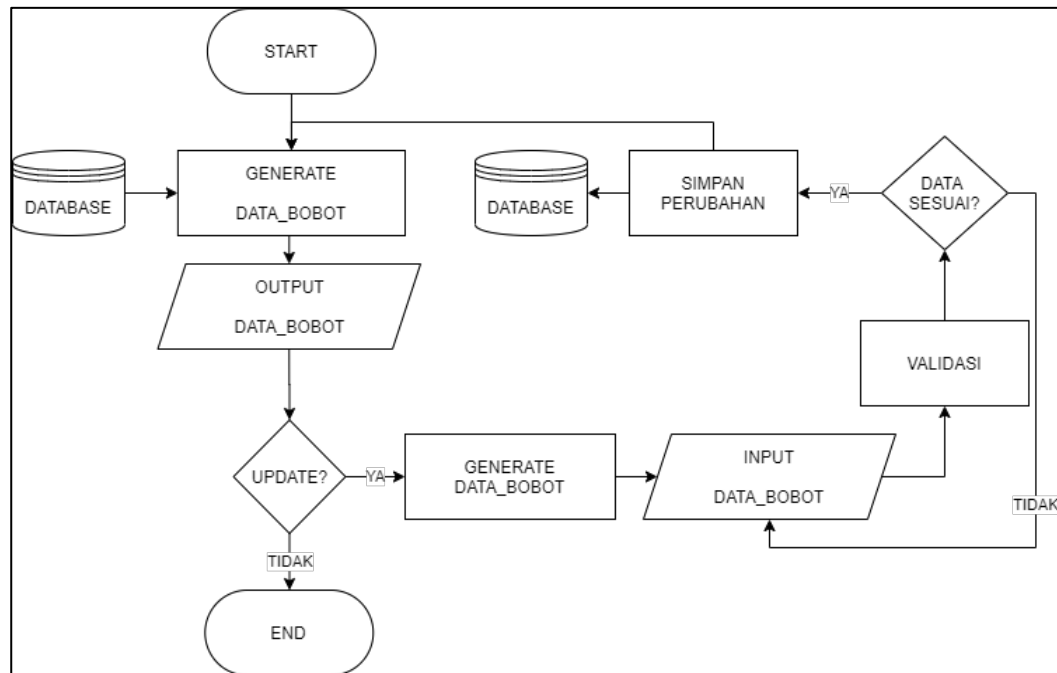 START
DATABASE
GENERATE
DATA_BOBOT
DATABASE
SIMPAN
PERUBAHAN
YA
DATA
SESUAI?
OUTPUT
DATA_BOBOT
VALIDASI
UPDATE?
YA
GENERATE
DATA_BOBOT
INPUT
DATA_BOBOT
TIDAK
TIDAK
END